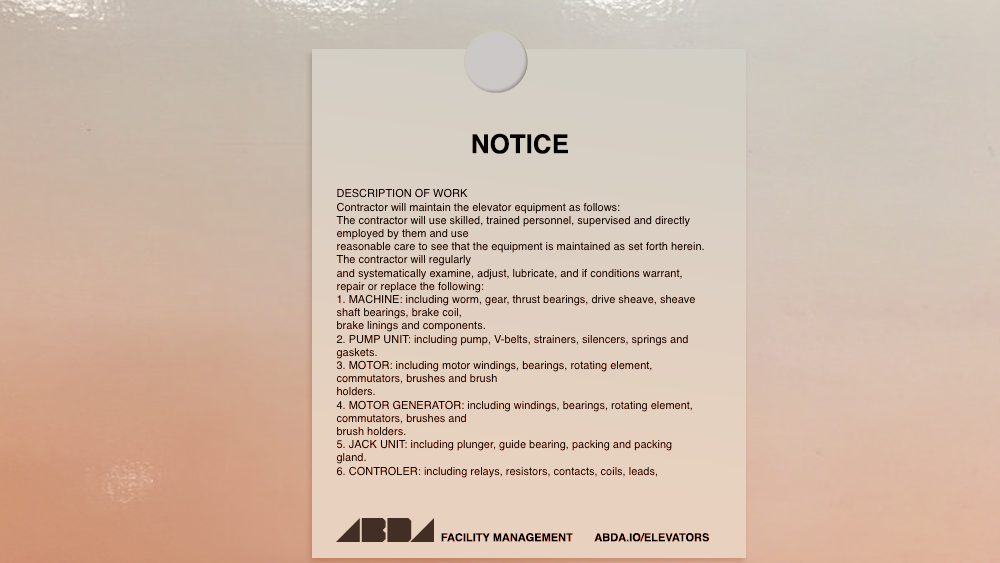 NOTICE
DESCRIPTION OF WORK
Contractor will maintain the elevator equipment as follows:
The contractor will use skilled, trained personnel, supervised and directly
employed by them and use
reasonable care to see that the equipment is maintained as set forth herein.
The contractor will regularly
and systematically examine, adjust, lubricate, and if conditions warrant,
repair or replace the following:
1. MACHINE: including worm, gear, thrust bearings, drive sheave, sheave
shaft bearings, brake coil,
brake linings and components.
2. PUMP UNIT: including pump, V-belts, strainers, silencers, springs and
gaskets.
3. MOTOR: including motor windings, bearings, rotating element,
commutators, brushes and brush
holders.
4. MOTOR GENERATOR: including windings, bearings, rotating element,
commutators, brushes and
brush holders.
5. JACK UNIT: including plunger, guide bearing, packing and packing
gland.
6. CONTROLER: including relays, resistors, contacts, coils, leads,
ABDA FACILITY MANAGEMENT ABDA.IO/ELEVATORS